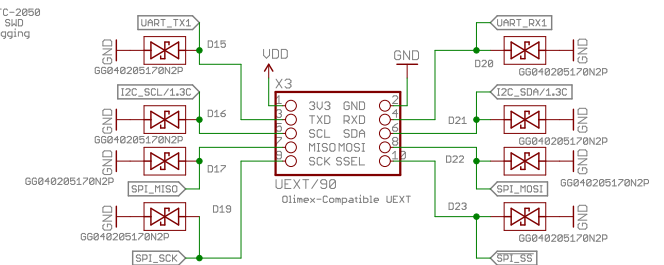 TC-2050
SWD
gging
UART_TX1
UART_RX1
GND
D15
VDD
GND
D20
GND
GG040205170N2P
GG040205170N2P
X3
I2C_SCL/1.3C
I2C_SDA/1.3C
1 3V3 GND 2
GND
D16
3 TXD RXD 4
D21
GND
5 SCL SDA 6
7 MISO MOSI 8
GND
D17
9 SCK SSEL 10
D22
GND
GG040205170N2P
GG040205170N2P
SPI_MISO
UEXT/90
SPI_MOSI
Olimex-Compatible UEXT
GND
D19
D23
GND
GG040205170N2P
GG040205170N2P
SPI_SCK
SPI_SS